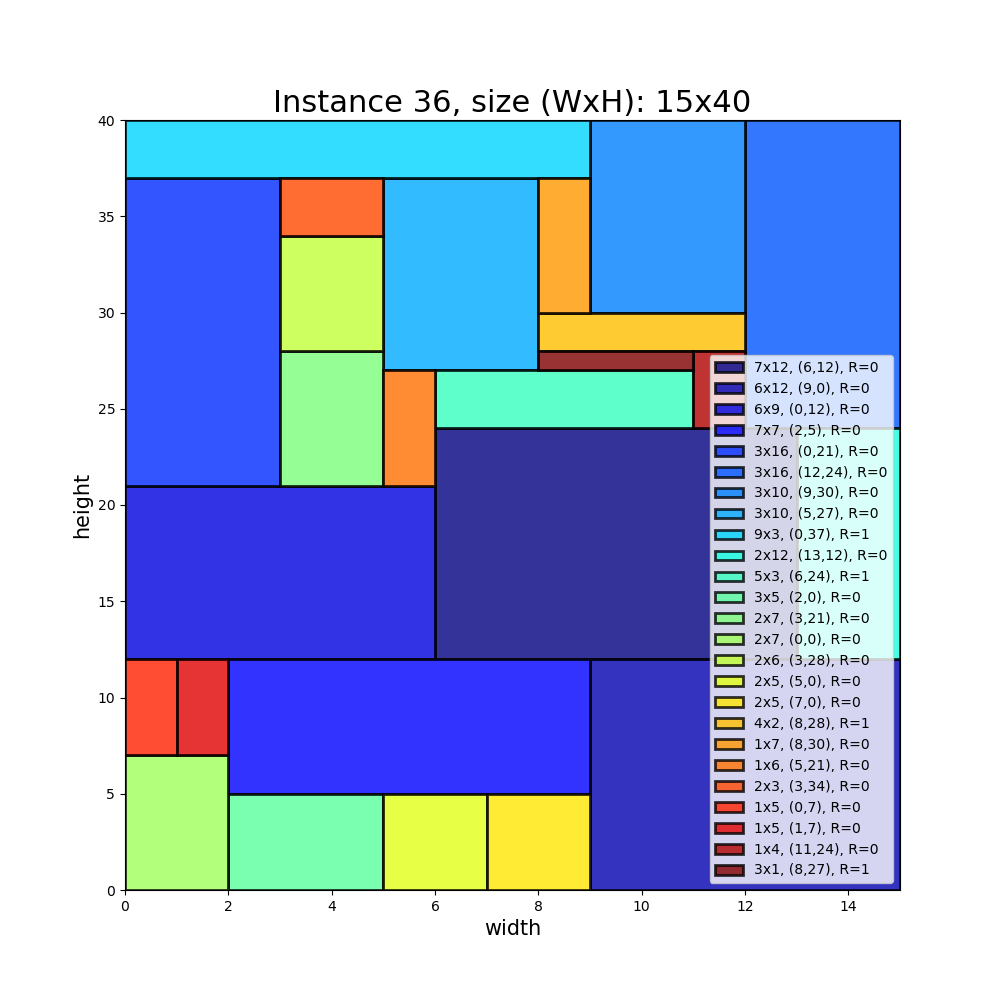 Instance 36, size (WxH): 15x40
40
35
30
25
20
15
10
5
0
height
7x12, (6,12), R=0
6x12, (9,0), R=0
6x9, (0,12), R=0
7x7, (2,5), R=0
3x16, (0,21), R=0
3x16, (12,24), R=0
3x10, (9,30), R=0
3x10, (5,27), R=0
9x3, (0,37), R=1
2x12, (13,12), R=0
5x3, (6,24), R=1
3x5, (2,0), R=0
2x7, (3,21), R=0
2x7, (0,0), R=0
2x6, (3,28), R=0
2x5, (5,0), R=0
2x5, (7,0), R=0
4x2, (8,28), R=1
1x7, (8,30), R=0
1x6, (5,21), R=0
2x3, (3,34), R=0
1x5, (0,7), R=0
1x5, (1,7), R=0
1x4, (11,24), R=0
3x1, (8,27), R=1
0 2 4 6 8 10 12 14
width